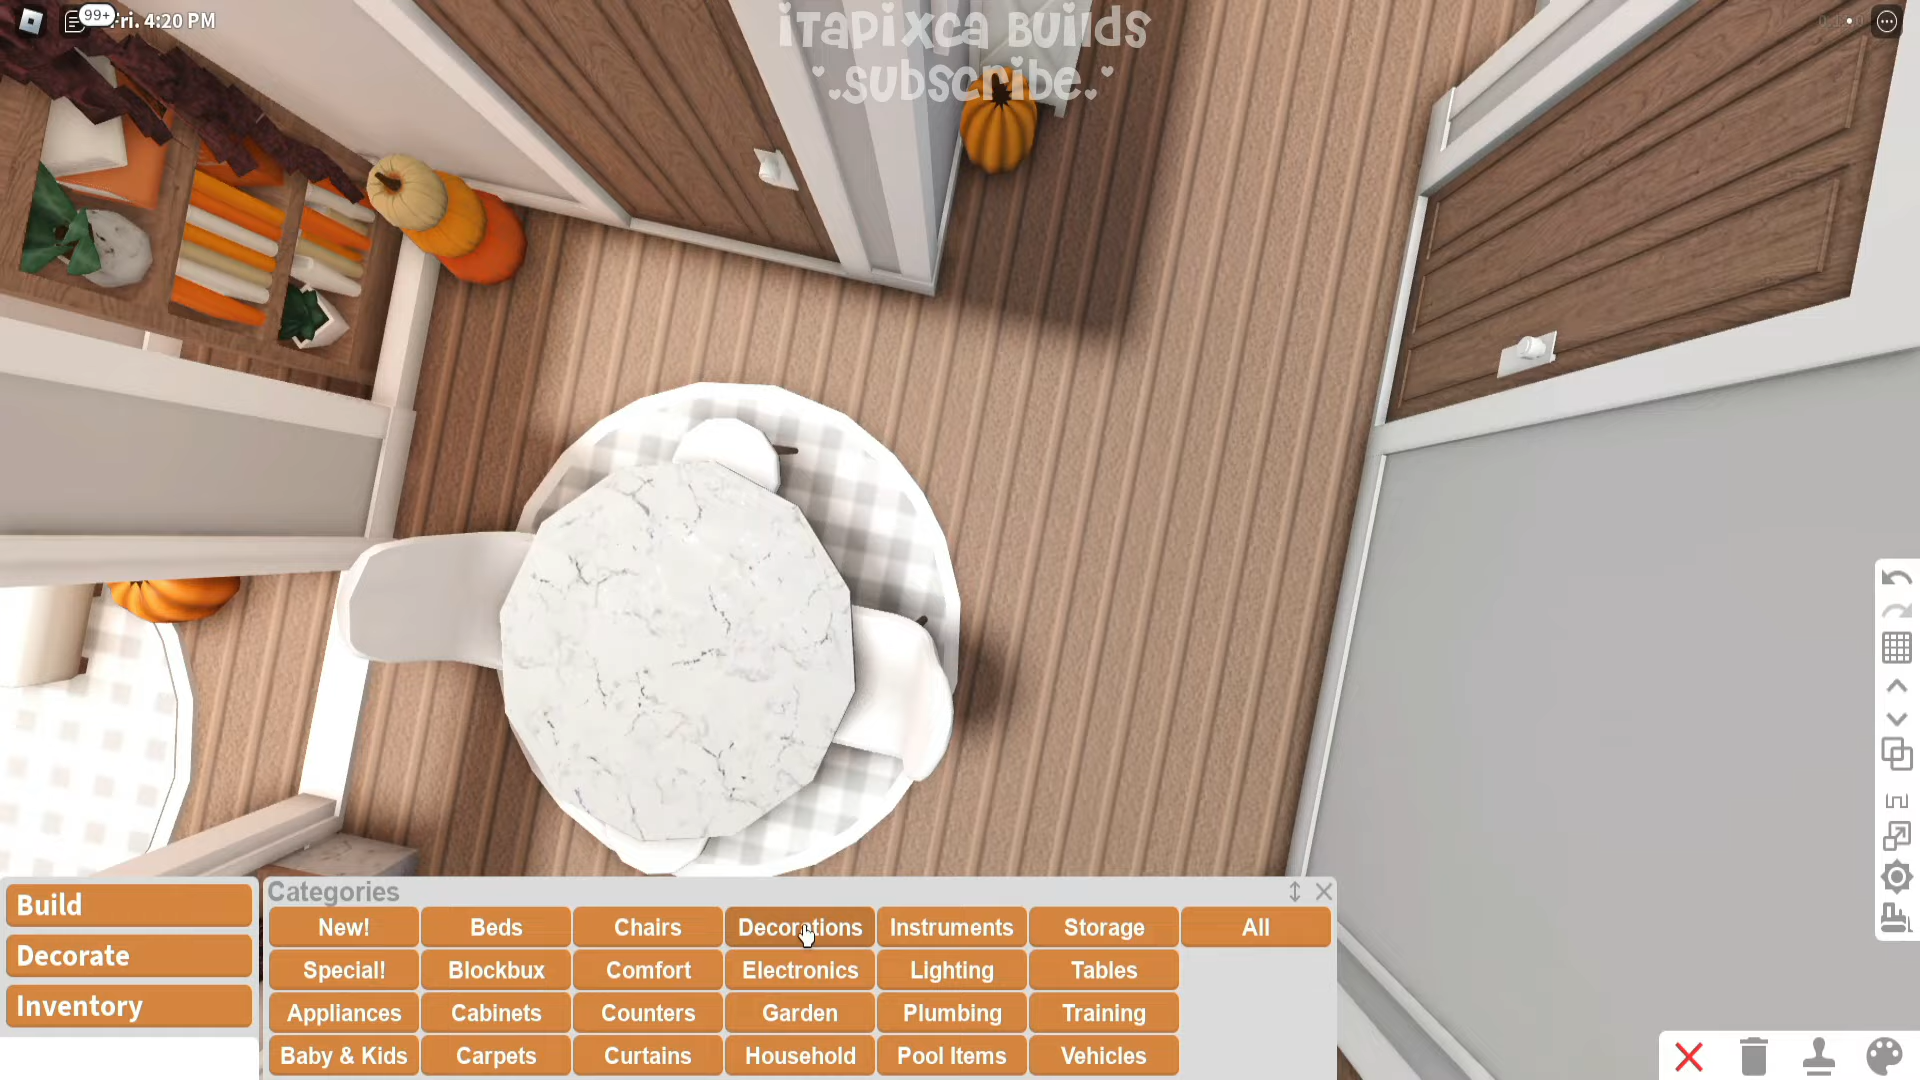 99+
Fri. 4:20 PM
iTapixca Builds
subscribe
Build
Decorate
Inventory
Categories
New! Beds Chairs Decorations Instruments Storage All
Special! Blockbux Comfort Electronics Lighting Tables
Appliances Cabinets Counters Garden Plumbing Training
Baby & Kids Carpets Curtains Household Pool Items Vehicles